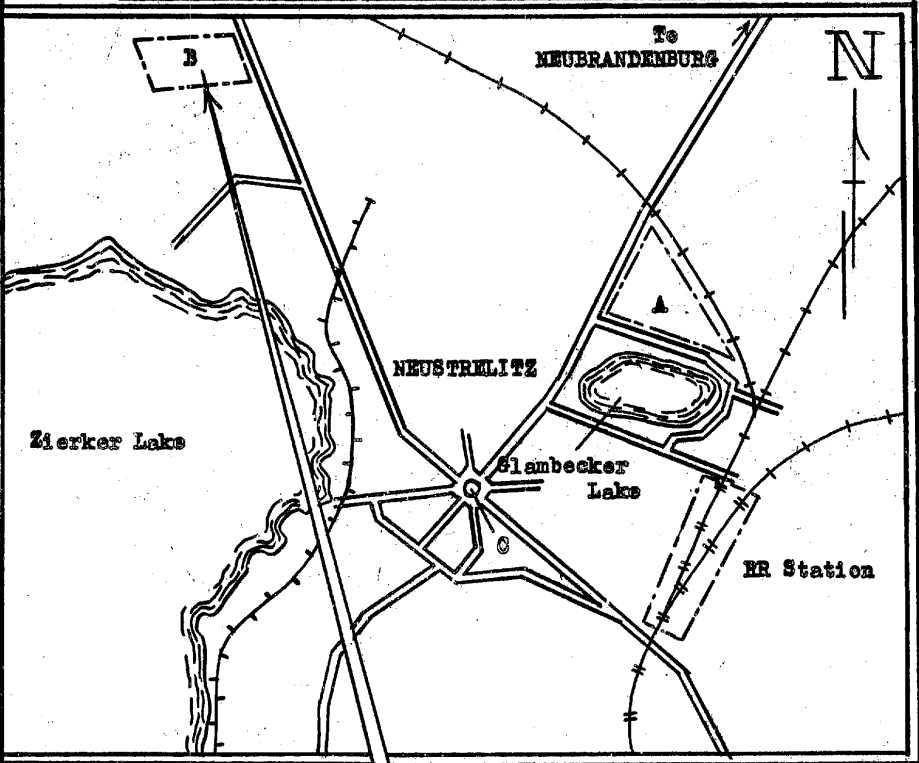 To
NEUBRANDENBURG
N
B
A
NEUSTRELITZ
Zierker Lake
Glambecker
Lake
C
RR Station